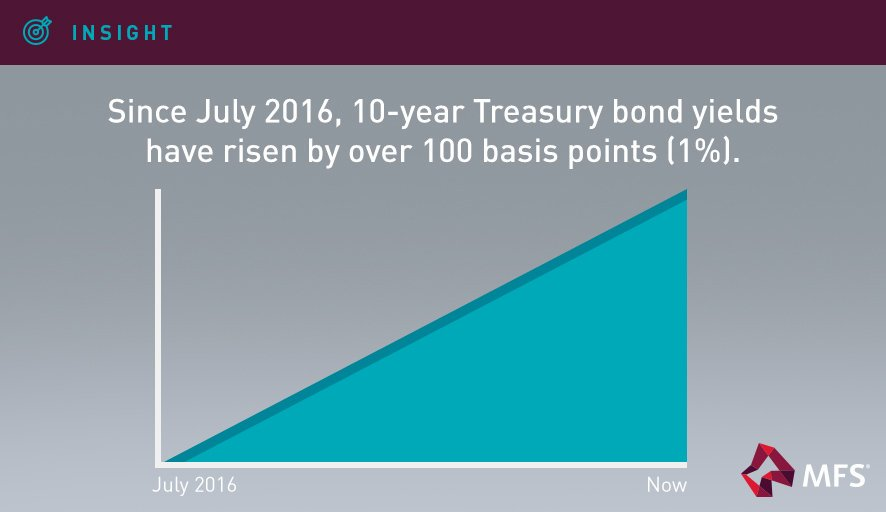 INSIGHT
Since July 2016, 10-year Treasury bond yields
have risen by over 100 basis points (1%).
July 2016
Now
MFS®